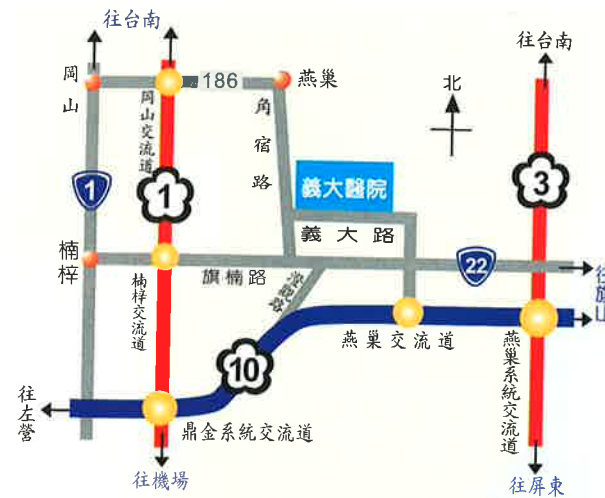 往台南
往台南
岡山
186
燕巢
北
岡山交流道
角宿路
義大醫院
1
1
3
義大路
楠梓
旗楠路
22
往旗山
楠梓交流道
燕巢交流道
燕巢系統交流道
10
往左營
鼎金系統交流道
往機場
往屏東